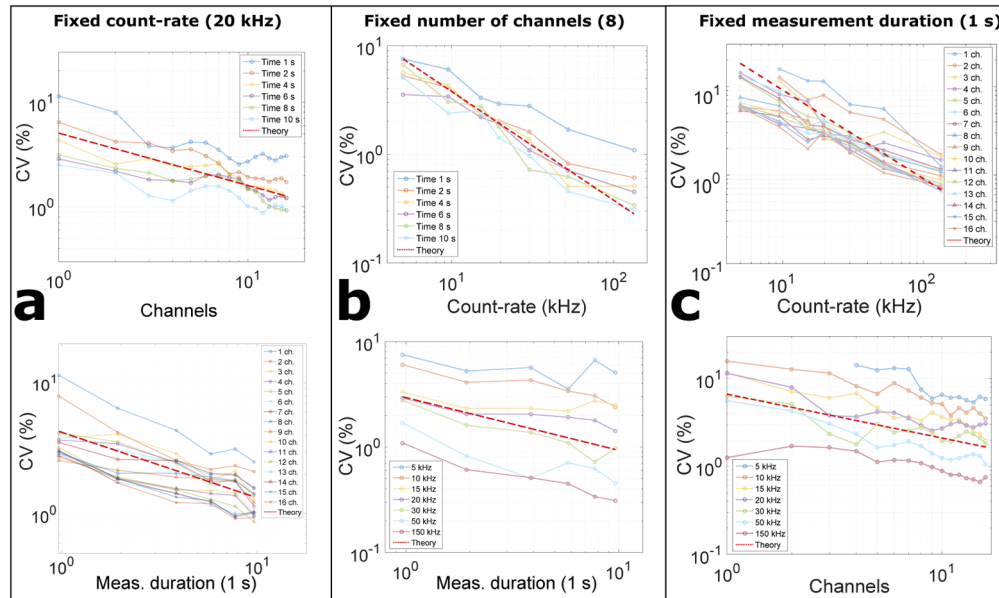 Fixed count-rate (20 kHz)
CV (%)
10^1
10^0
10^0
10^1
Channels
Time 1 s
Time 2 s
Time 4 s
Time 6 s
Time 8 s
Time 10 s
Theory
a
CV (%)
10^1
10^0
10^0
10^1
Meas. duration (1 s)
1 ch.
2 ch.
3 ch.
4 ch.
5 ch.
6 ch.
7 ch.
8 ch.
9 ch.
10 ch.
11 ch.
12 ch.
13 ch.
14 ch.
15 ch.
16 ch.
Theory
Fixed number of channels (8)
CV (%)
10^1
10^0
10^-1
10^1
10^2
Count-rate (kHz)
Time 1 s
Time 2 s
Time 4 s
Time 6 s
Time 8 s
Time 10 s
Theory
b
CV (%)
10^1
10^0
10^-1
10^0
10^1
Meas. duration (1 s)
5 kHz
10 kHz
15 kHz
20 kHz
30 kHz
50 kHz
150 kHz
Theory
Fixed measurement duration (1 s)
CV (%)
10^1
10^0
10^-1
10^1
10^2
Count-rate (kHz)
1 ch.
2 ch.
3 ch.
4 ch.
5 ch.
6 ch.
7 ch.
8 ch.
9 ch.
10 ch.
11 ch.
12 ch.
13 ch.
14 ch.
15 ch.
16 ch.
Theory
c
CV (%)
10^1
10^0
10^-1
10^0
10^1
Channels
5 kHz
10 kHz
15 kHz
20 kHz
30 kHz
50 kHz
150 kHz
Theory